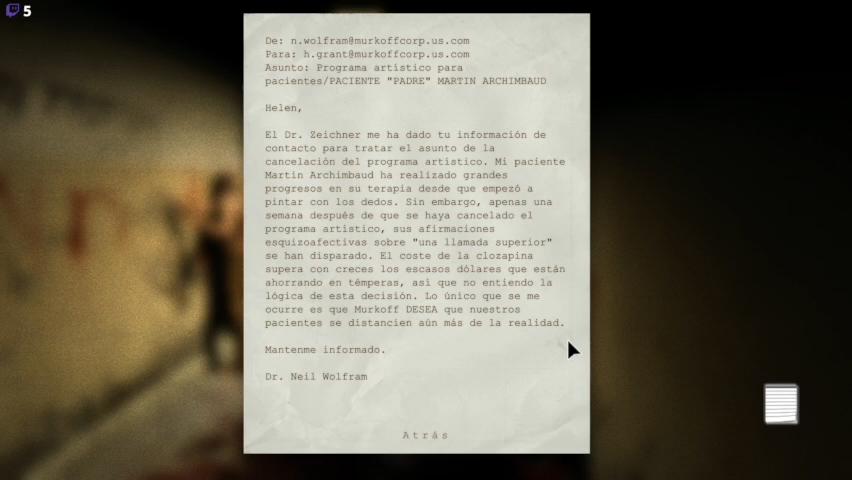 5
De: n.wolfram@murkoffcorp.us.com
Para: h.grant@murkoffcorp.us.com
Asunto: Programa artístico para
pacientes/PACIENTE "PADRE" MARTIN ARCHIMBAUD
Helen,
El Dr. Zeichner me ha dado tu información de
contacto para tratar el asunto de la
cancelación del programa artístico. Mi paciente
Martin Archimbaud ha realizado grandes
progresos en su terapia desde que empezó a
pintar con los dedos. Sin embargo, apenas una
semana después de que se haya cancelado el
programa artístico, sus afirmaciones
esquizoafectivas sobre "una llamada superior"
se han disparado. El coste de la clozapina
supera con creces los escasos dólares que están
ahorrando en témperas, así que no entiendo la
lógica de esta decisión. Lo único que se me
ocurre es que Murkoff DESEA que nuestros
pacientes se distancien aún más de la realidad.
Mantenme informado.
Dr. Neil Wolfram
Atrás